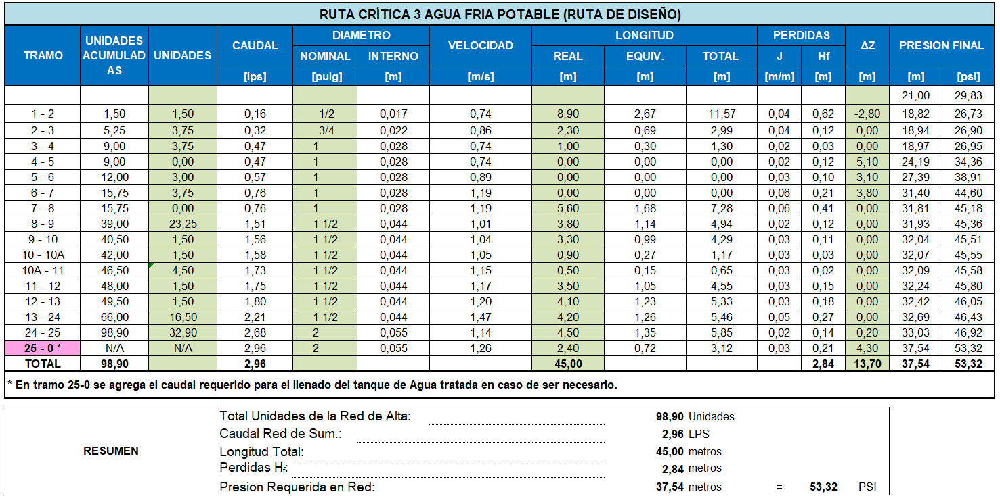 RUTA CRÍTICA 3 AGUA FRIA POTABLE (RUTA DE DISEÑO)
TRAMO UNIDADES ACUMULAD AS UNIDADES CAUDAL DIAMETRO VELOCIDAD LONGITUD PERDIDAS ΔZ PRESION FINAL
NOMINAL INTERNO REAL EQUIV. TOTAL J Hf
[lps] [pulg] [m] [m/s] [m] [m] [m] [m/m] [m] [m] [m] [psi]
21,00 29,83
1 - 2 1,50 1,50 0,16 1/2 0,017 0,74 8,90 2,67 11,57 0,04 0,62 -2,80 18,82 26,73
2 - 3 5,25 3,75 0,32 3/4 0,022 0,86 2,30 0,69 2,99 0,04 0,12 0,00 18,94 26,90
3 - 4 9,00 3,75 0,47 1 0,028 0,74 1,00 0,30 1,30 0,02 0,03 0,00 18,97 26,95
4 - 5 9,00 0,00 0,47 1 0,028 0,74 0,00 0,00 0,00 0,02 0,12 5,10 24,19 34,36
5 - 6 12,00 3,00 0,57 1 0,028 0,89 0,00 0,00 0,00 0,03 0,10 3,10 27,39 38,91
6 - 7 15,75 3,75 0,76 1 0,028 1,19 0,00 0,00 0,00 0,06 0,21 3,80 31,40 44,60
7 - 8 15,75 0,00 0,76 1 0,028 1,19 5,60 1,68 7,28 0,06 0,41 0,00 31,81 45,18
8 - 9 39,00 23,25 1,51 1 1/2 0,044 1,01 3,80 1,14 4,94 0,02 0,12 0,00 31,93 45,36
9 - 10 40,50 1,50 1,56 1 1/2 0,044 1,04 3,30 0,99 4,29 0,03 0,11 0,00 32,04 45,51
10 - 10A 42,00 1,50 1,58 1 1/2 0,044 1,05 0,90 0,27 1,17 0,03 0,03 0,00 32,07 45,55
10A - 11 46,50 4,50 1,73 1 1/2 0,044 1,15 0,50 0,15 0,65 0,03 0,02 0,00 32,09 45,58
11 - 12 48,00 1,50 1,75 1 1/2 0,044 1,17 3,50 1,05 4,55 0,03 0,15 0,00 32,24 45,80
12 - 13 49,50 1,50 1,80 1 1/2 0,044 1,20 4,10 1,23 5,33 0,03 0,18 0,00 32,42 46,05
13 - 24 66,00 16,50 2,21 1 1/2 0,044 1,47 4,20 1,26 5,46 0,05 0,27 0,00 32,69 46,43
24 - 25 98,90 32,90 2,68 2 0,055 1,14 4,50 1,35 5,85 0,02 0,14 0,20 33,03 46,92
25 - 0 * N/A N/A 2,96 2 0,055 1,26 2,40 0,72 3,12 0,03 0,21 4,30 37,54 53,32
TOTAL 98,90 2,96 45,00 2,84 13,70 37,54 53,32
* En tramo 25-0 se agrega el caudal requerido para el llenado del tanque de Agua tratada en caso de ser necesario.
RESUMEN
Total Unidades de la Red de Alta: 98,90 Unidades
Caudal Red de Sum.: 2,96 LPS
Longitud Total: 45,00 metros
Perdidas Hf: 2,84 metros
Presion Requerida en Red: 37,54 metros = 53,32 PSI